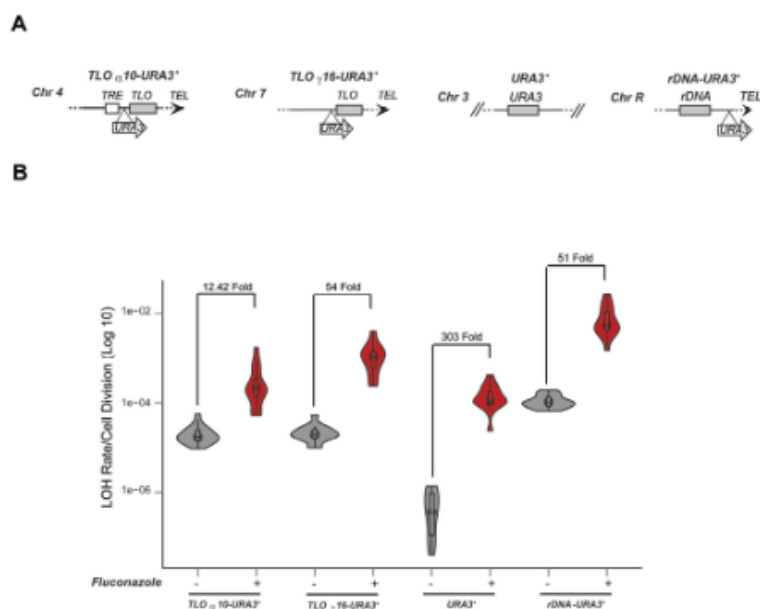 A
TLO α10-URA3⁺ TLO γ16-URA3⁺ URA3⁺ rDNA-URA3⁺
Chr 4 TRE TLO TEL Chr 7 TLO TEL Chr 3 URA3 Chr R rDNA TEL
URA3 URA3 URA3
B
51 Fold
12.42 Fold 54 Fold
1e-02
303 Fold
LOH Rate/Cell Division (Log 10)
1e-04
1e-06
Fluconazole - + - + - + - +
TLO α10-URA3⁺ TLO γ16-URA3⁺ URA3⁺ rDNA-URA3⁺